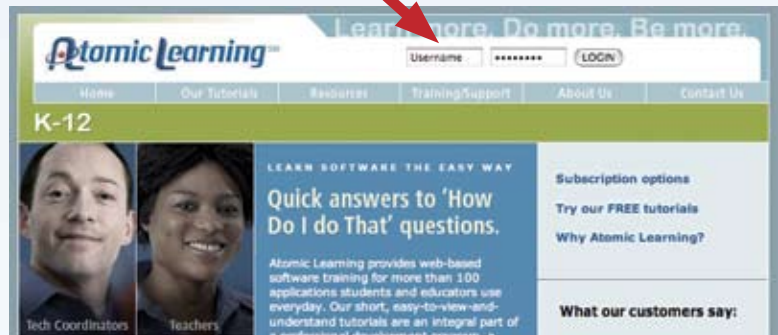 Learn more. Do more. Be more.
Atomic Learning
Username ******** LOGIN
Home Our Tutorials Resources Training/Support About Us Contact Us
K-12
LEARN SOFTWARE THE EASY WAY
Quick answers to 'How
Do I do That' questions.
Atomic Learning provides web-based
software training for more than 100
applications students and educators use
everyday. Our short, easy-to-view-and-
understand tutorials are an integral part of
Tech Coordinators
Teachers
Subscription options
Try our FREE tutorials
Why Atomic Learning?
What our customers say: